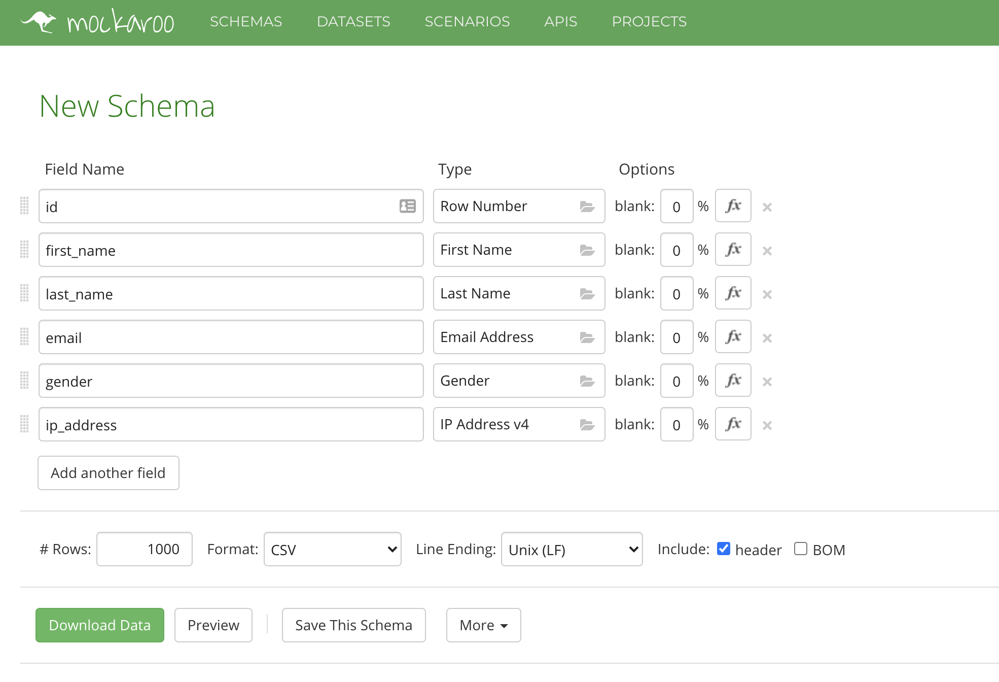 mockaroo SCHEMAS DATASETS SCENARIOS APIS PROJECTS
New Schema
Field Name Type Options
id Row Number blank: 0 % fx ×
first_name First Name blank: 0 % fx ×
last_name Last Name blank: 0 % fx ×
email Email Address blank: 0 % fx ×
gender Gender blank: 0 % fx ×
ip_address IP Address v4 blank: 0 % fx ×
Add another field
# Rows: 1000 Format: CSV Line Ending: Unix (LF) Include: header BOM
Download Data Preview Save This Schema More